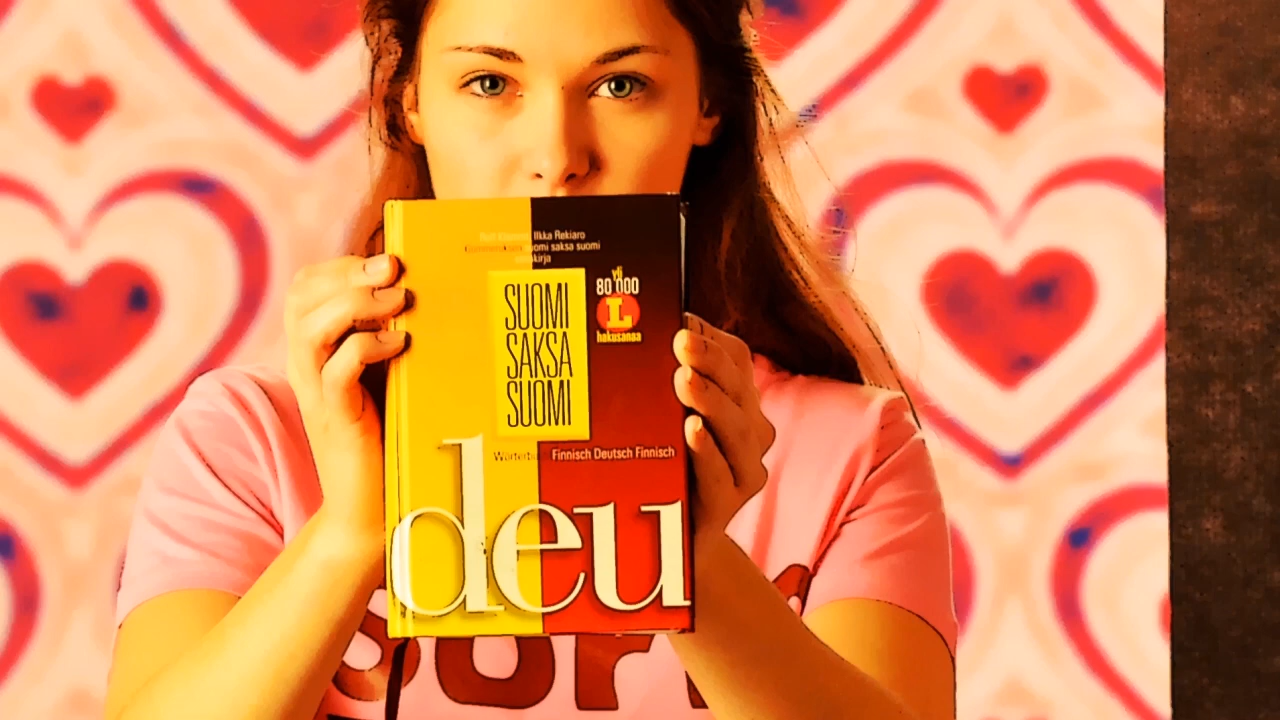 Ilkka Rekiaro
suomi saksa suomi
yli
80 000
L
hakusanaa
SUOMI
SAKSA
SUOMI
Finnisch Deutsch Finnisch
deu